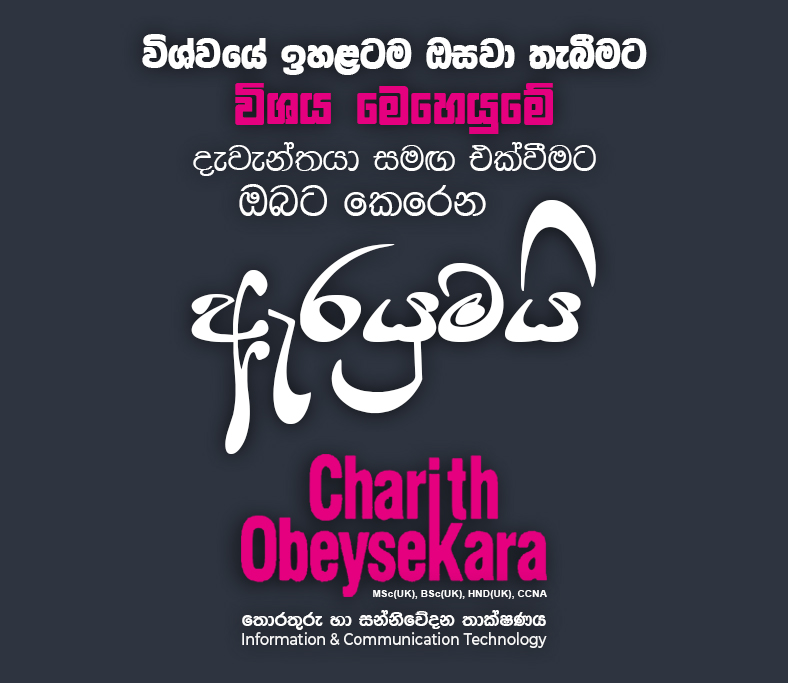 විශ්වයේ ඉහළටම ඔසවා තැබීමට
විශය මෙහෙයුමේ
දැවැන්තයා සමඟ එක්වීමට
ඔබට කෙරෙන
ඇරයුමයි
Charith
Obeysekara
MSc(UK), BSc(UK), HND(UK), CCNA
තොරතුරු හා සන්නිවේදන තාක්ෂණය
Information & Communication Technology